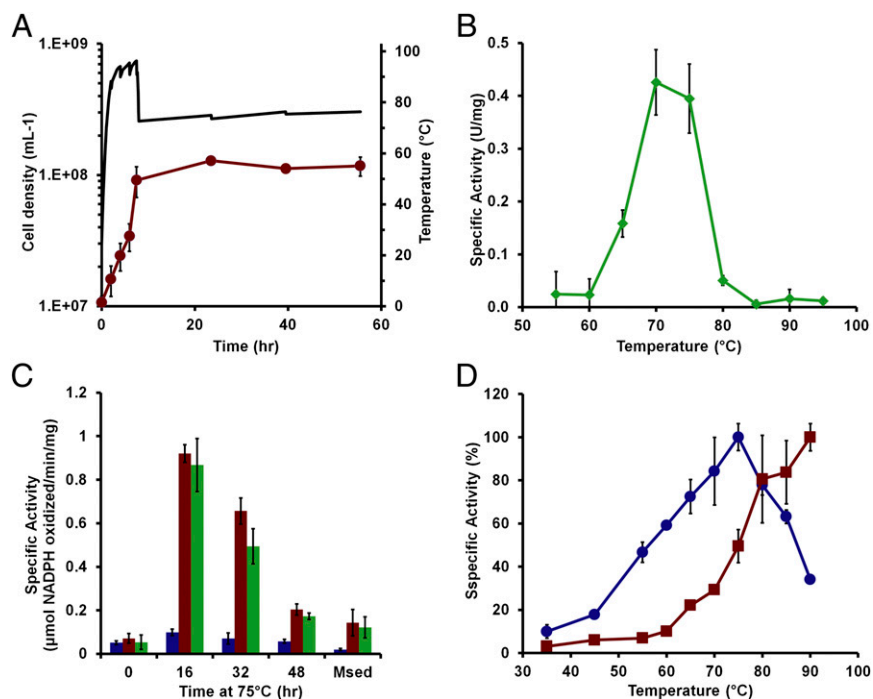 A
Cell density (mL-1)
1.E+09
1.E+08
1.E+07
100
80
60
40
20
0
Temperature (°C)
0 20 40 60
Time (hr)
B
Specific Activity (U/mg)
0.5
0.4
0.3
0.2
0.1
0.0
50 60 70 80 90 100
Temperature (°C)
C
Specific Activity
(µmol NADPH oxidized/min/mg)
1.2
1
0.8
0.6
0.4
0.2
0
0 16 32 48 Msed
Time at 75°C (hr)
D
Sspecific Activity (%)
120
100
80
60
40
20
0
30 40 50 60 70 80 90 100
Temperature (°C)